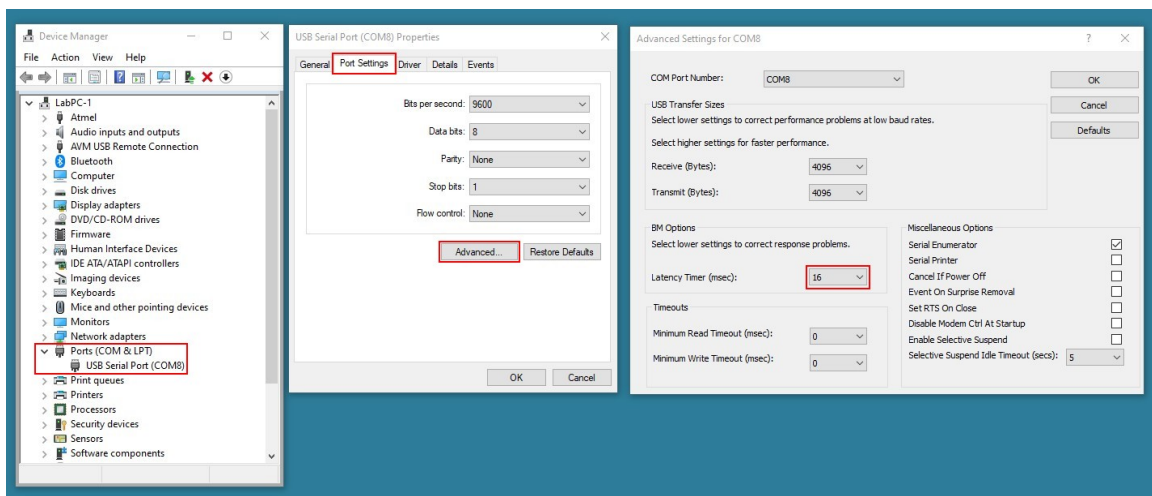 Device Manager
File Action View Help
LabPC-1
Atmel
Audio inputs and outputs
AVM USB Remote Connection
Bluetooth
Computer
Disk drives
Display adapters
DVD/CD-ROM drives
Firmware
Human Interface Devices
IDE ATA/ATAPI controllers
Imaging devices
Keyboards
Mice and other pointing devices
Monitors
Network adapters
Ports (COM & LPT)
USB Serial Port (COM8)
Print queues
Printers
Processors
Security devices
Sensors
Software components
USB Serial Port (COM8) Properties
General Port Settings Driver Details Events
Bits per second: 9600
Data bits: 8
Parity: None
Stop bits: 1
Flow control: None
Advanced... Restore Defaults
OK Cancel
Advanced Settings for COM8
COM Port Number: COM8
OK
Cancel
Defaults
USB Transfer Sizes
Select lower settings to correct performance problems at low baud rates.
Select higher settings for faster performance.
Receive (Bytes): 4096
Transmit (Bytes): 4096
BM Options
Select lower settings to correct response problems.
Latency Timer (msec): 16
Timeouts
Minimum Read Timeout (msec): 0
Minimum Write Timeout (msec): 0
Miscellaneous Options
Serial Enumerator
Serial Printer
Cancel If Power Off
Event On Surprise Removal
Set RTS On Close
Disable Modem Ctrl At Startup
Enable Selective Suspend
Selective Suspend Idle Timeout (secs): 5